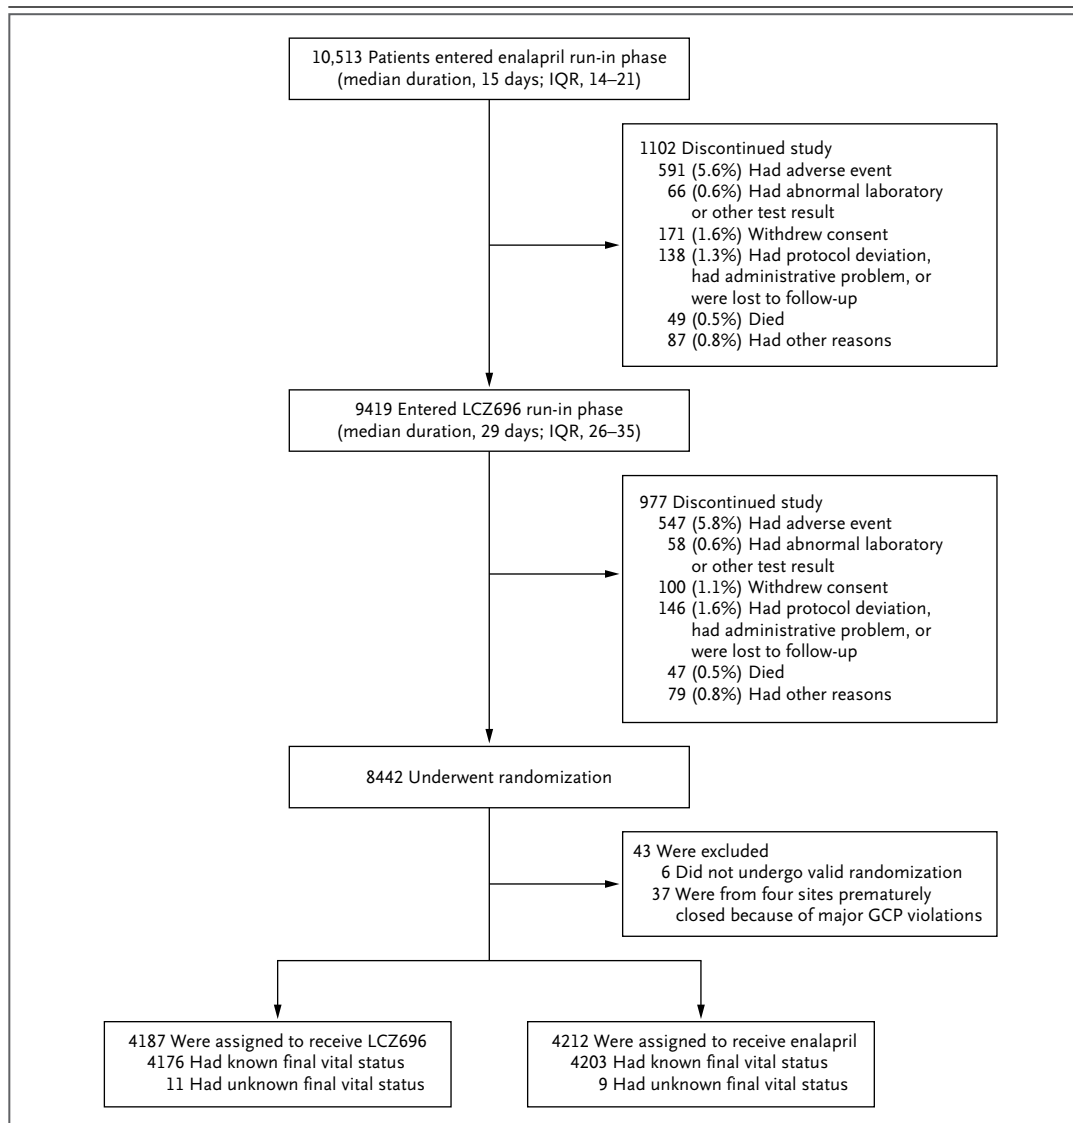 10,513 Patients entered enalapril run-in phase
(median duration, 15 days; IQR, 14–21)
1102 Discontinued study
591 (5.6%) Had adverse event
66 (0.6%) Had abnormal laboratory
or other test result
171 (1.6%) Withdrew consent
138 (1.3%) Had protocol deviation,
had administrative problem, or
were lost to follow-up
49 (0.5%) Died
87 (0.8%) Had other reasons
9419 Entered LCZ696 run-in phase
(median duration, 29 days; IQR, 26–35)
977 Discontinued study
547 (5.8%) Had adverse event
58 (0.6%) Had abnormal laboratory
or other test result
100 (1.1%) Withdrew consent
146 (1.6%) Had protocol deviation,
had administrative problem, or
were lost to follow-up
47 (0.5%) Died
79 (0.8%) Had other reasons
8442 Underwent randomization
43 Were excluded
6 Did not undergo valid randomization
37 Were from four sites prematurely
closed because of major GCP violations
4187 Were assigned to receive LCZ696
4176 Had known final vital status
11 Had unknown final vital status
4212 Were assigned to receive enalapril
4203 Had known final vital status
9 Had unknown final vital status